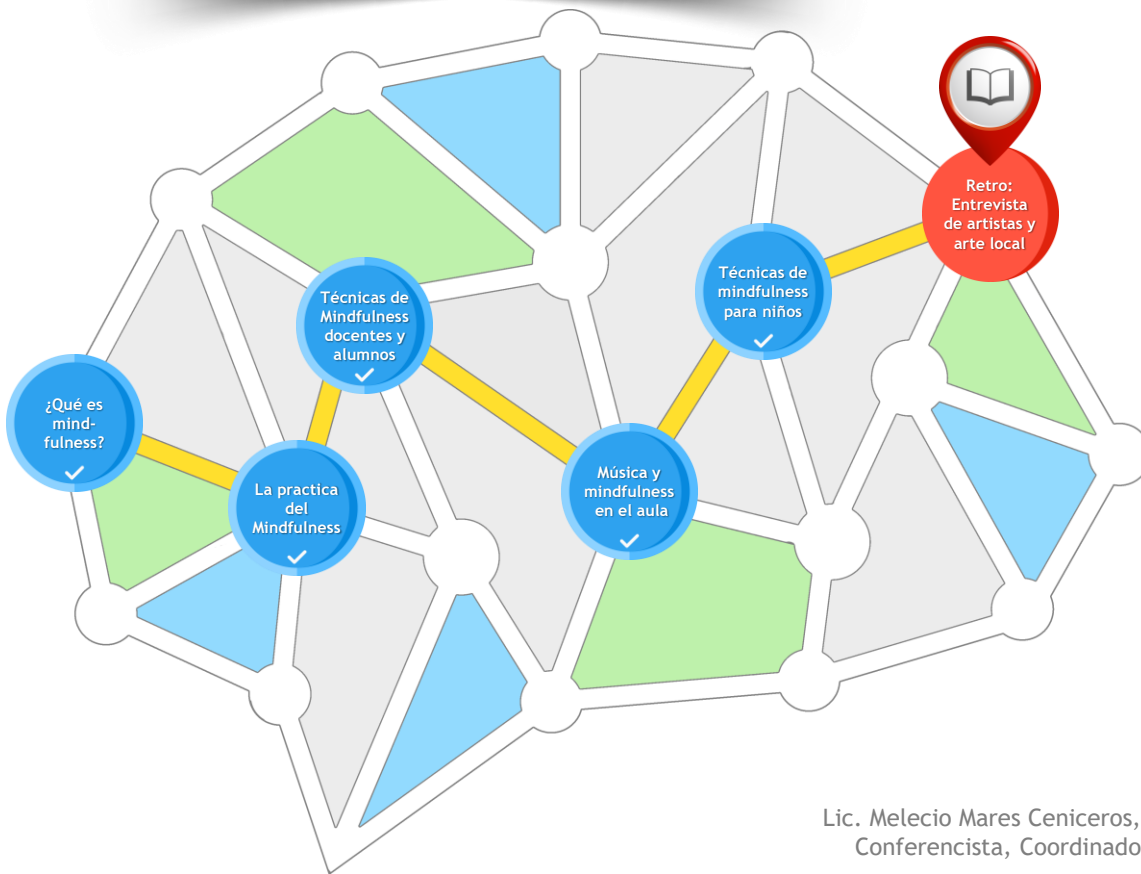 ¿Qué es
mind-
fulness?
La practica
del
Mindfulness
Técnicas de
Mindfulness
docentes y
alumnos
Música y
mindfulness
en el aula
Técnicas de
mindfulness
para niños
Retro:
Entrevista
de artistas y
arte local
Lic. Melecio Mares Ceniceros,
Conferencista, Coordinado